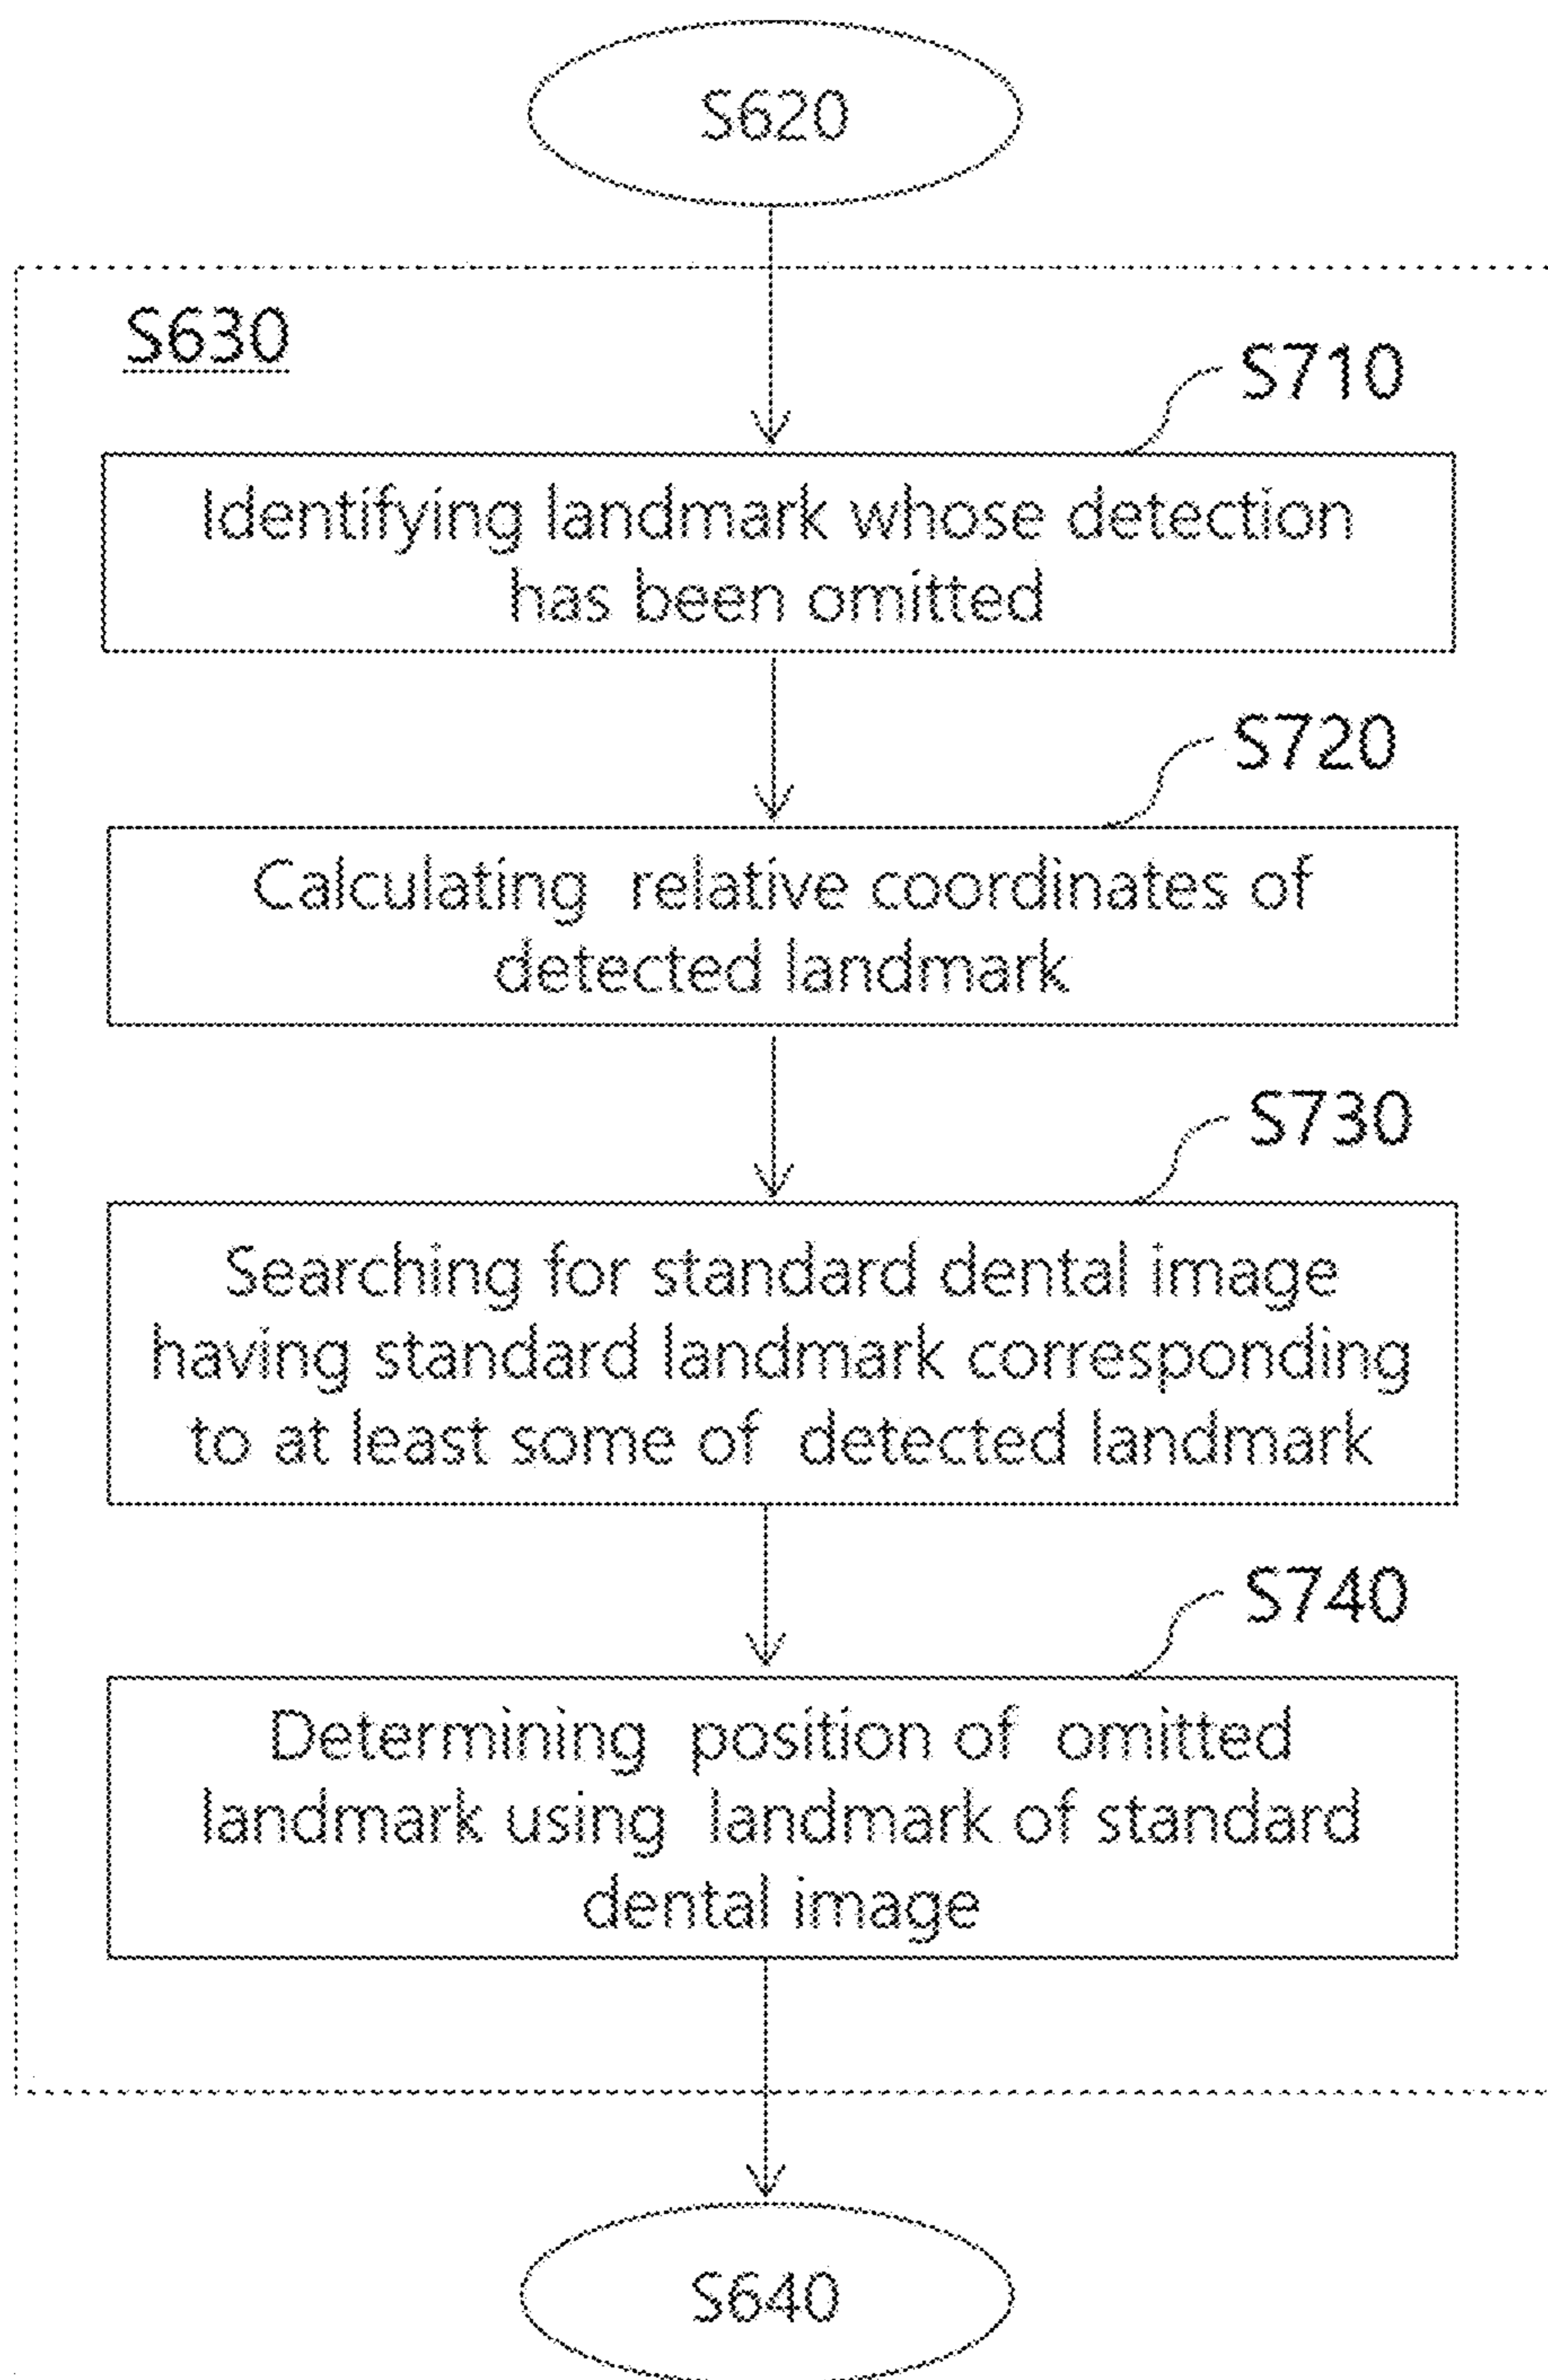 S620
S630
S710
Identifying landmark whose detection
has been omitted
S720
Calculating relative coordinates of
detected landmark
S730
Searching for standard dental image
having standard landmark corresponding
to at least some of detected landmark
S740
Determining position of omitted
landmark using landmark of standard
dental image
S640